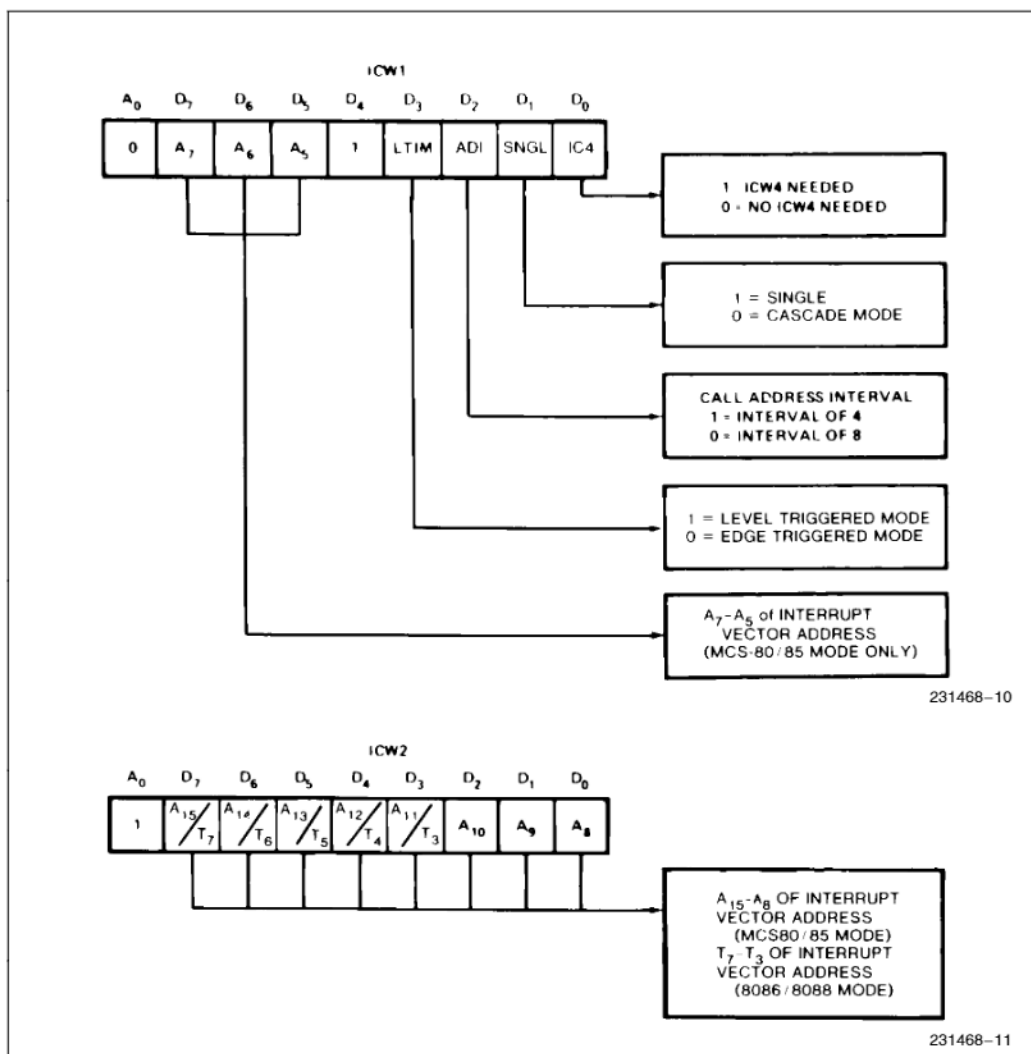 ICW1
A₀ D₇ D₆ D₅ D₄ D₃ D₂ D₁ D₀
0 A₇ A₆ A₅ 1 LTIM ADI SNGL IC4
1 ICW4 NEEDED
0 = NO ICW4 NEEDED
1 = SINGLE
0 = CASCADE MODE
CALL ADDRESS INTERVAL
1 = INTERVAL OF 4
0 = INTERVAL OF 8
1 = LEVEL TRIGGERED MODE
0 = EDGE TRIGGERED MODE
A₇-A₅ of INTERRUPT
VECTOR ADDRESS
(MCS-80/85 MODE ONLY)
231468–10
ICW2
A₀ D₇ D₆ D₅ D₄ D₃ D₂ D₁ D₀
1 A₁₅/T₇ A₁₄/T₆ A₁₃/T₅ A₁₂/T₄ A₁₁/T₃ A₁₀ A₉ A₈
A₁₅-A₈ OF INTERRUPT
VECTOR ADDRESS
(MCS80/85 MODE)
T₇-T₃ OF INTERRUPT
VECTOR ADDRESS
(8086/8088 MODE)
231468–11